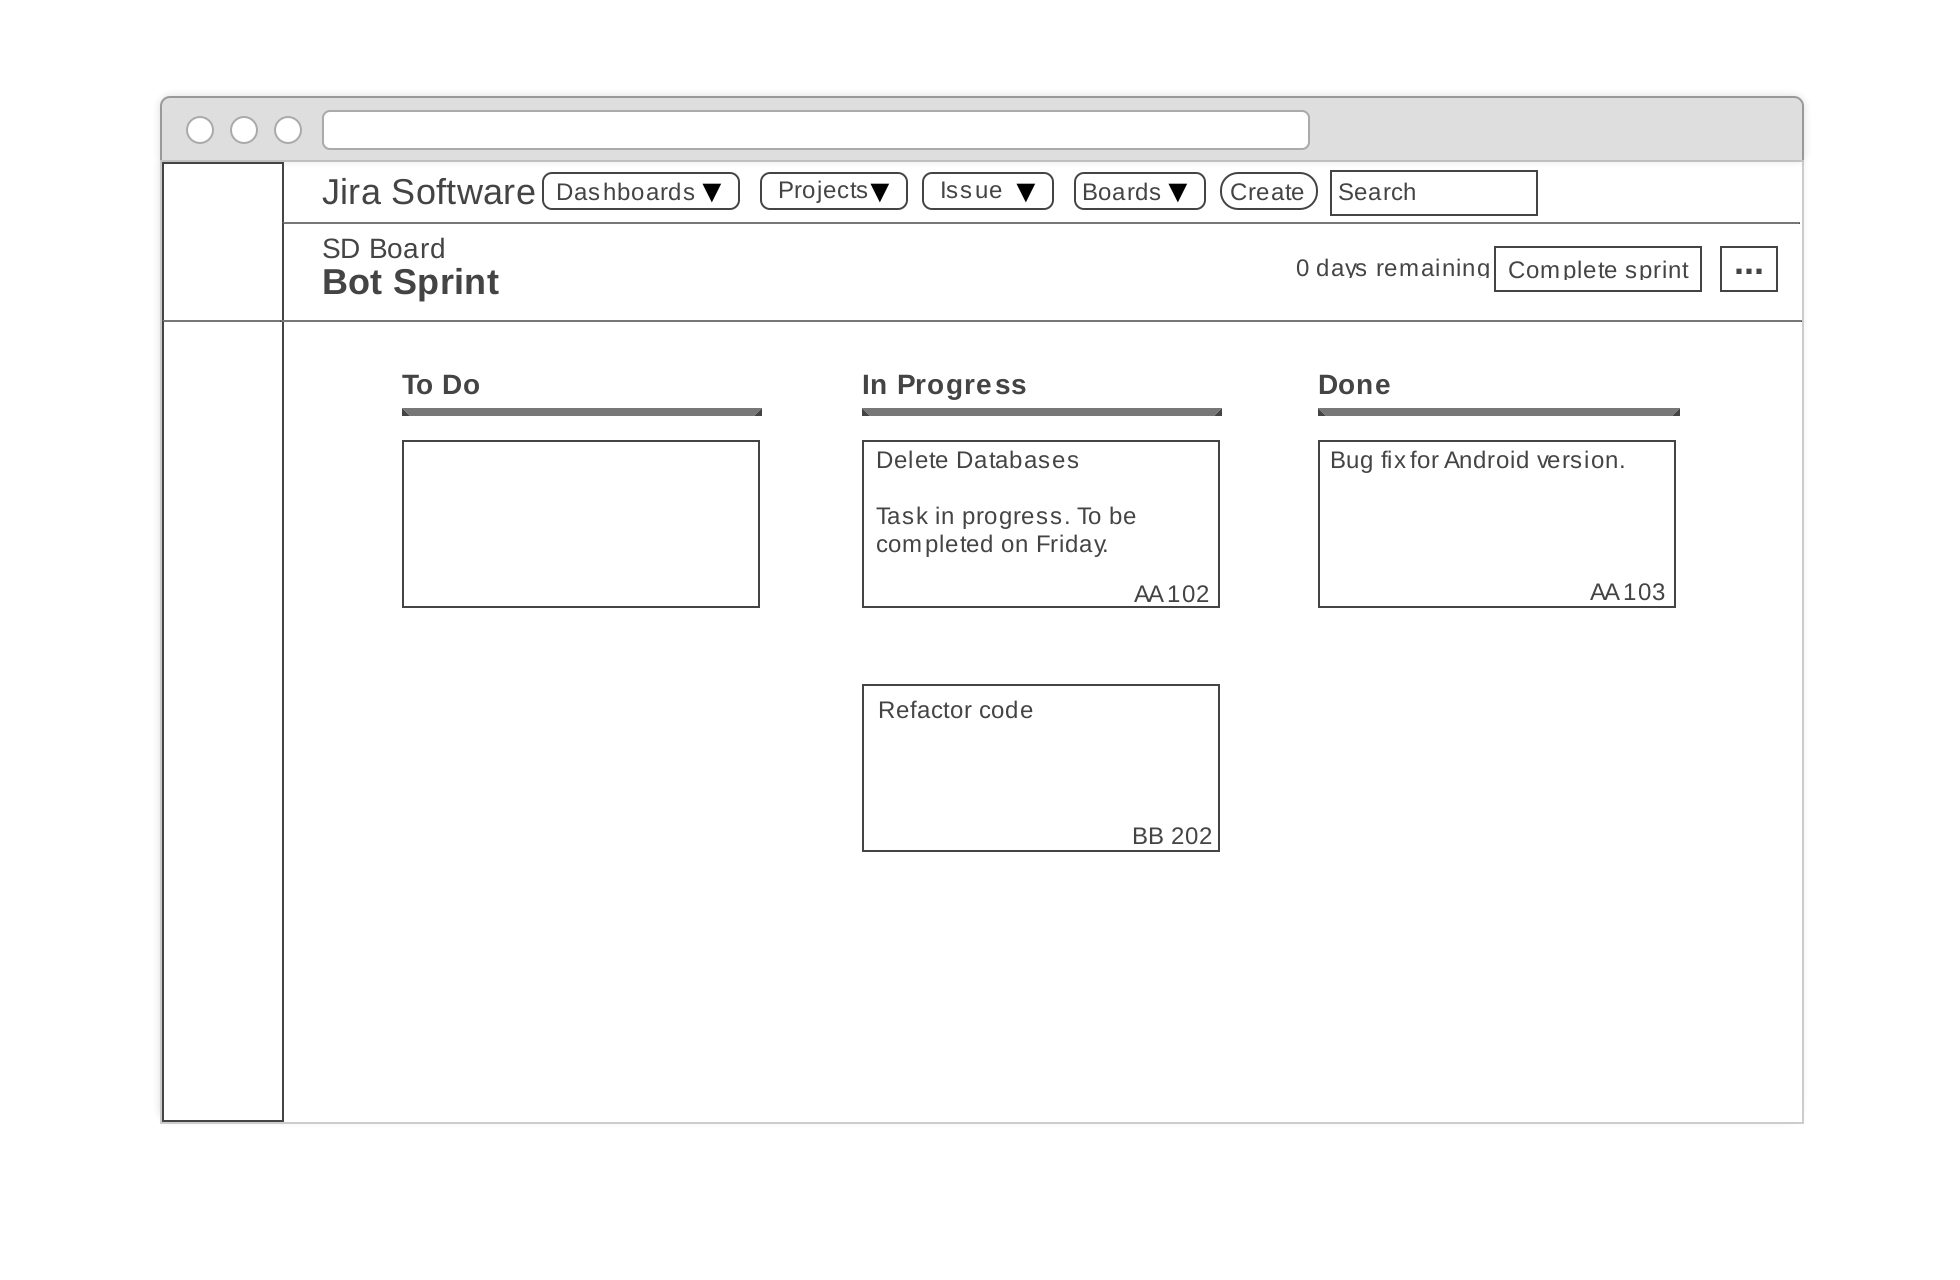 Jira Software Dashboards ▼ Projects ▼ Issue ▼ Boards ▼ Create Search
SD Board
Bot Sprint
0 days remaining Complete sprint ...
To Do In Progress Done
Delete Databases
Task in progress. To be
completed on Friday.
AA 102
Bug fix for Android version.
AA 103
Refactor code
BB 202